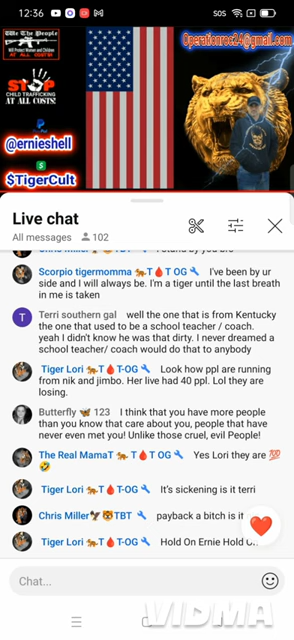 12:36
SOS
We The People
Will Protect Women and Children
AT ALL COSTS!
STOP
CHILD TRAFFICKING
AT ALL COSTS!
@ernieshell
$TigerCult
Operationroc24@gmail.com
Live chat
All messages 102
I stand by you bro
Scorpio tigermomma 🐅T🩸T OG 🔧 I've been by ur
side and I will always be. I'm a tiger until the last breath
in me is taken
T
Terri southern gal well the one that is from Kentucky
the one that used to be a school teacher / coach.
yeah I didn't know he was that dirty. I never dreamed a
school teacher/ coach would do that to anybody
Tiger Lori 🐅T🩸T-OG 🔧 Look how ppl are running
from nik and jimbo. Her live had 40 ppl. Lol they are
losing.
Butterfly 🦋 123 I think that you have more people
than you know that care about you, people that
have never even met you! Unlike those cruel, evil People!
The Real MamaT 🐅 T🩸T OG 🔧 Yes Lori they are 💯
🤣
Tiger Lori 🐅T🩸T-OG 🔧 It's sickening is it terri
Chris Miller🦅🐯TBT 🔧 payback a bitch is it
Tiger Lori 🐅T🩸T-OG 🔧 Hold On Ernie Hold
Chat...
VIDMA